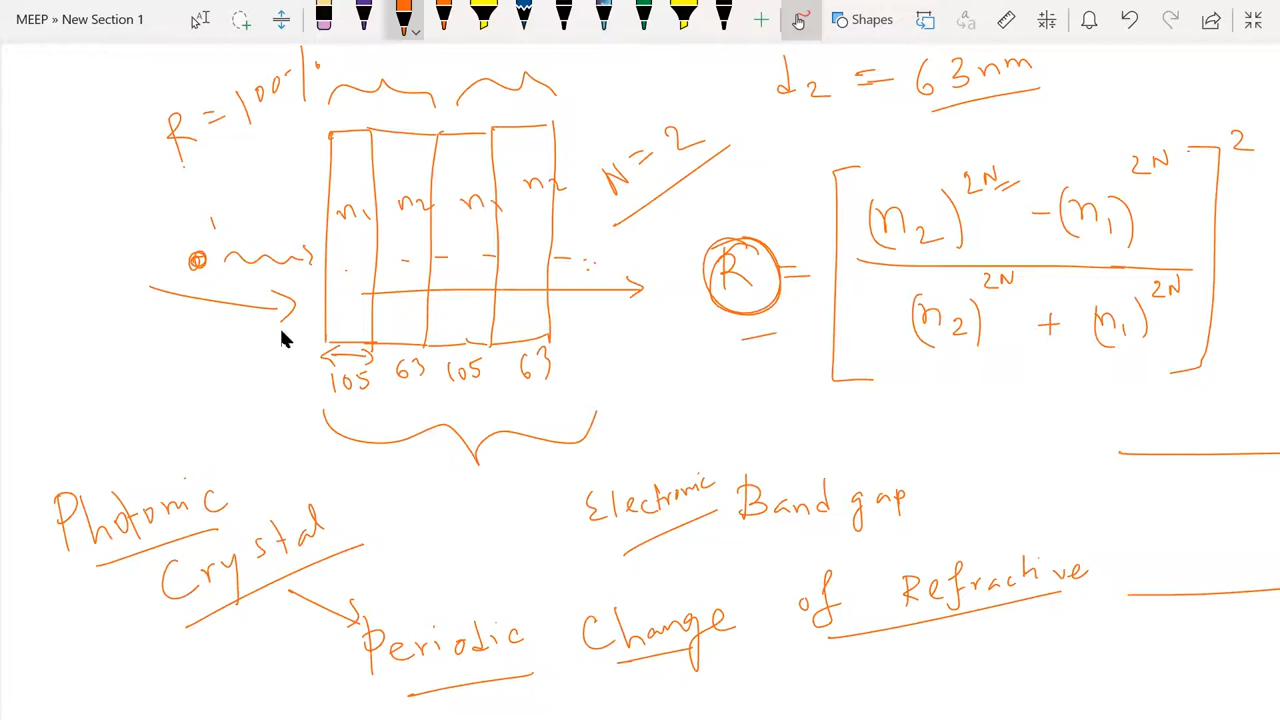 MEEP » New Section 1
Shapes
R = 100%
d2 = 63nm
N = 2
n1 n2 n1 n2
R = [ (n2)^2N - (n1)^2N / (n2)^2N + (n1)^2N ]^2
105 63 105 63
Photonic
Crystal
Electronic Band gap
Periodic Change of Refractive